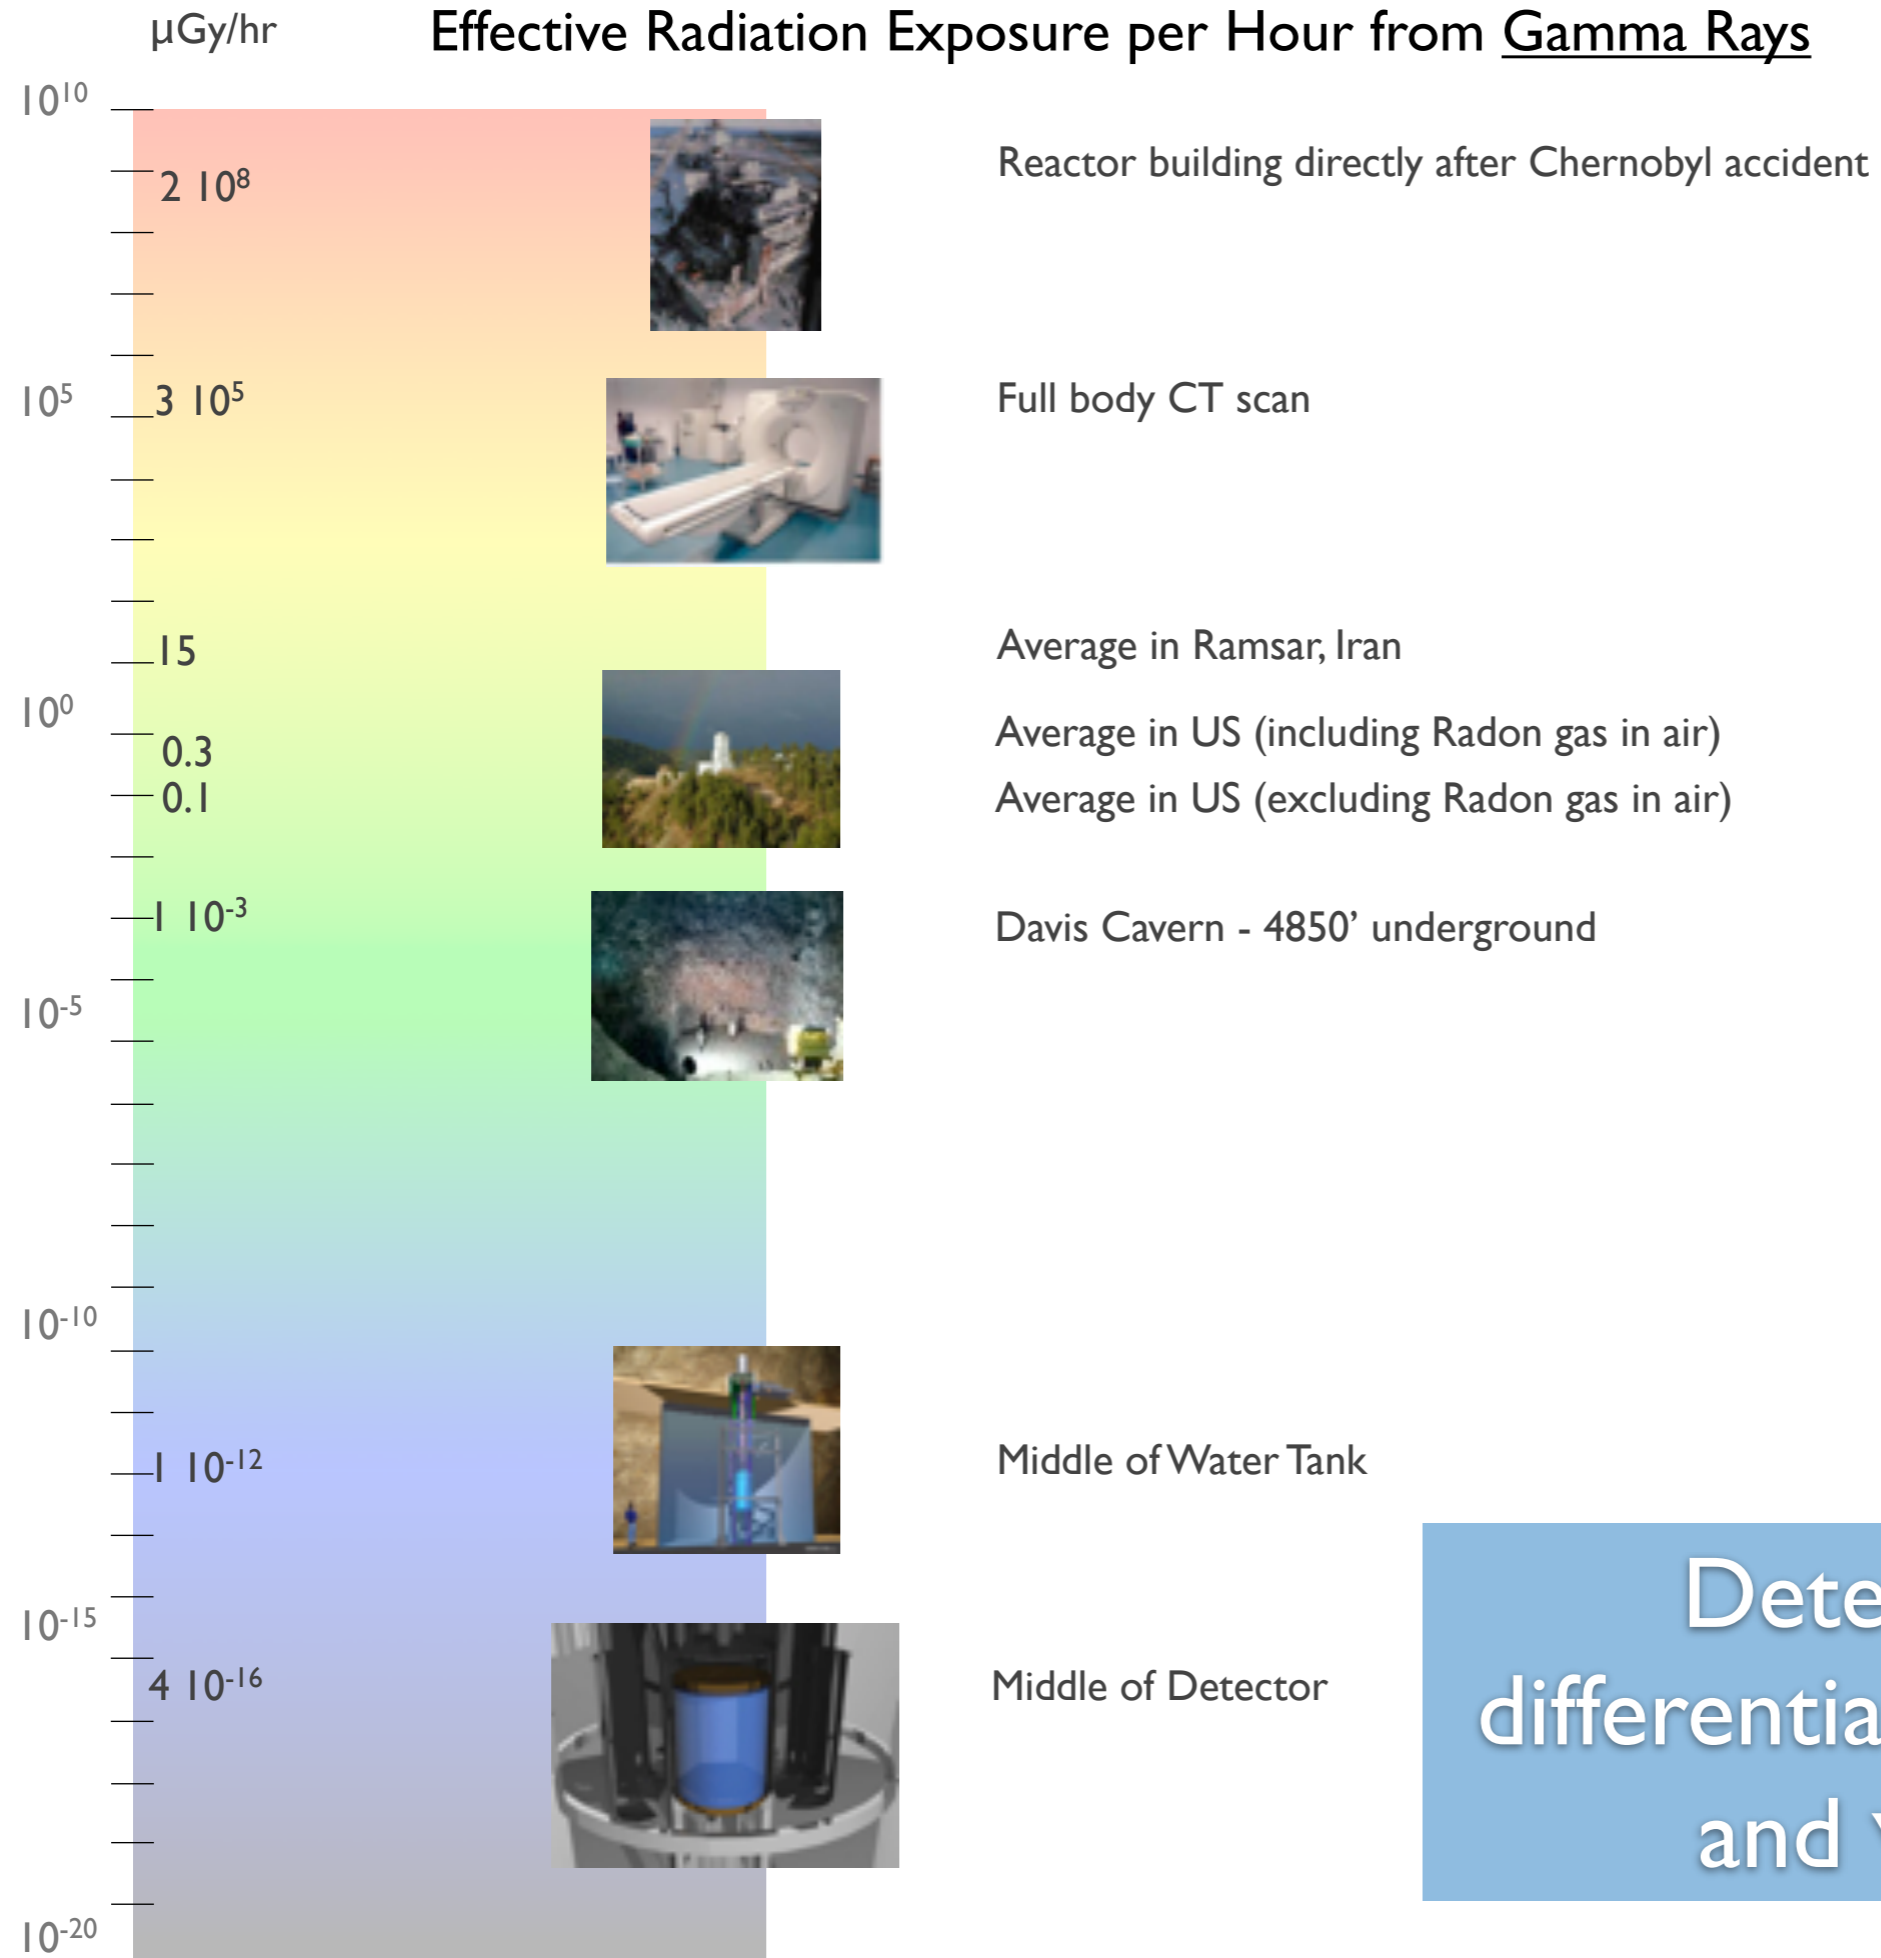 µGy/hr Effective Radiation Exposure per Hour from Gamma Rays
10¹⁰
2 10⁸ Reactor building directly after Chernobyl accident
10⁵ 3 10⁵ Full body CT scan
15 Average in Ramsar, Iran
10⁰
0.3 Average in US (including Radon gas in air)
0.1 Average in US (excluding Radon gas in air)
1 10⁻³ Davis Cavern - 4850’ underground
10⁻⁵
10⁻¹⁰
1 10⁻¹² Middle of Water Tank
10⁻¹⁵
4 10⁻¹⁶ Middle of Detector
10⁻²⁰
and